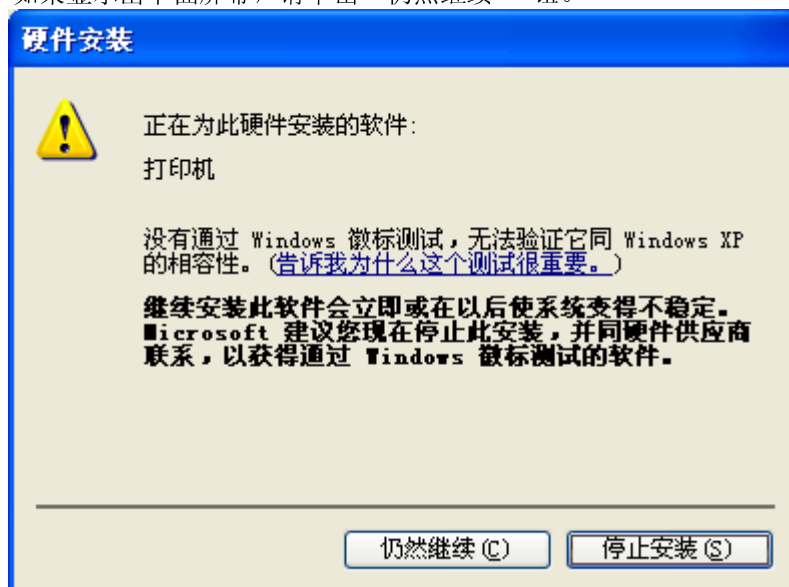 硬件安装
正在为此硬件安装的软件:
打印机
没有通过 Windows 徽标测试，无法验证它同 Windows XP
的相容性。(告诉我为什么这个测试很重要。)
继续安装此软件会立即或在以后使系统变得不稳定。
Microsoft 建议您现在停止此安装，并同硬件供应商
联系，以获得通过 Windows 徽标测试的软件。
仍然继续(C)
停止安装(S)